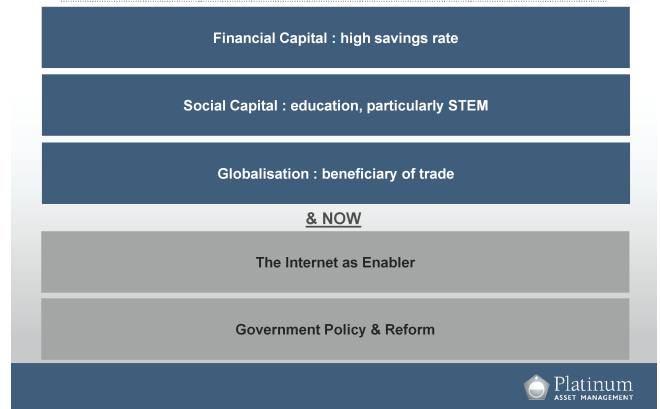 Financial Capital : high savings rate
Social Capital : education, particularly STEM
Globalisation : beneficiary of trade
& NOW
The Internet as Enabler
Government Policy & Reform
Platinum
ASSET MANAGEMENT